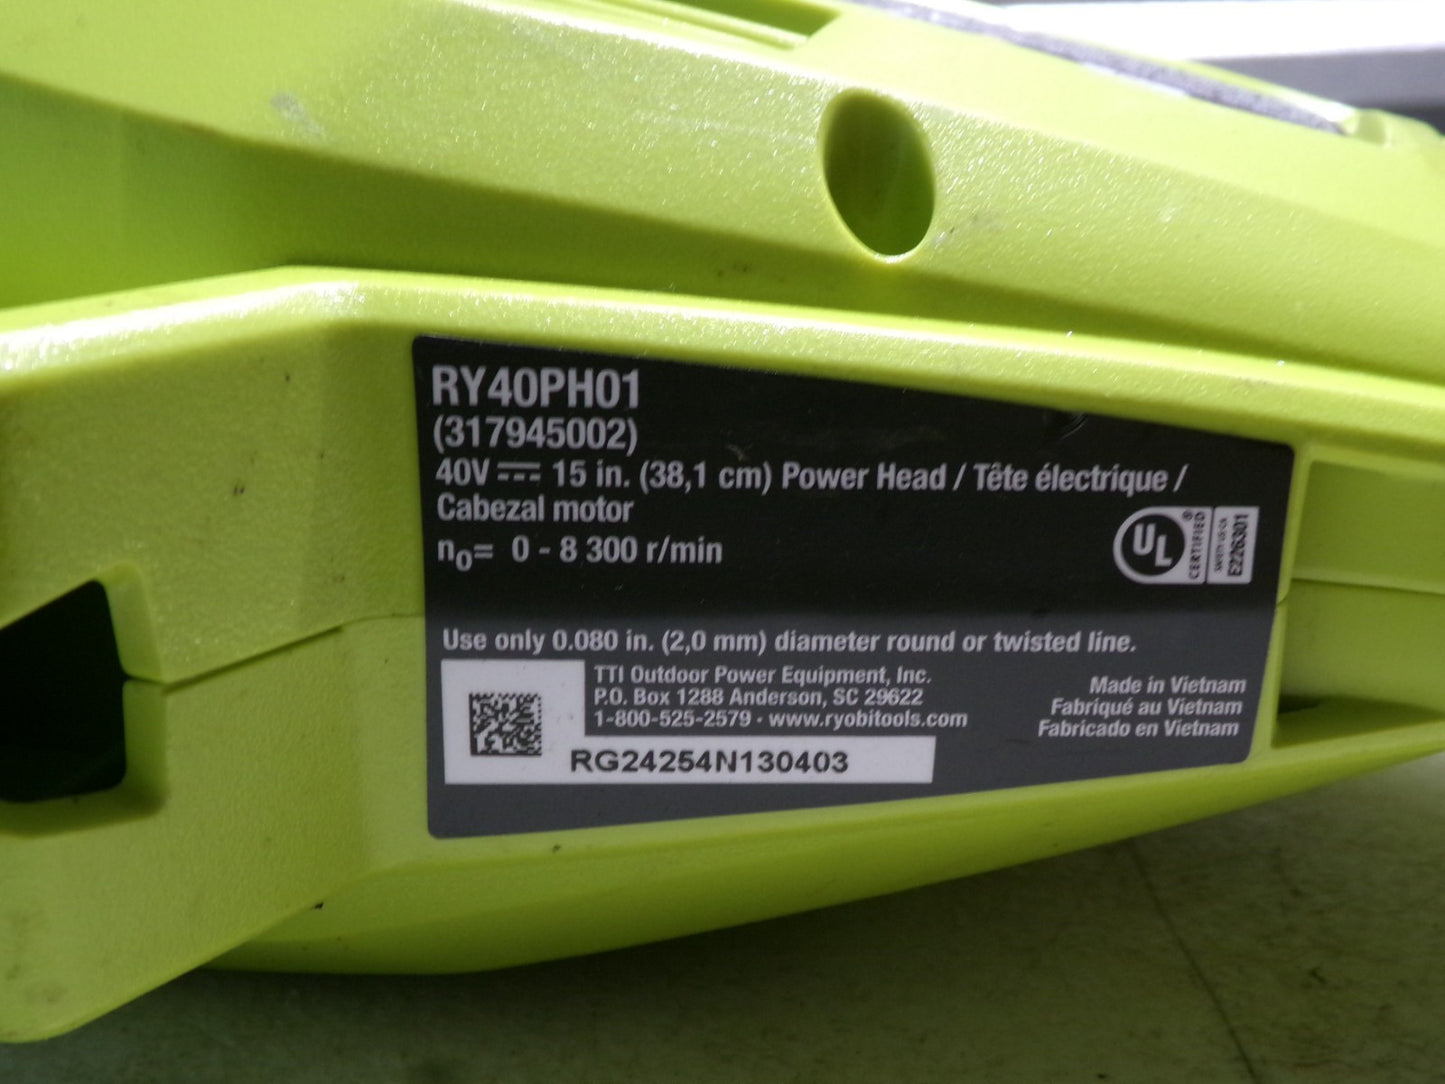 RY40PH01
(317945002)
40V ⎓ 15 in. (38,1 cm) Power Head / Tête électrique /
Cabezal motor
n₀= 0 - 8 300 r/min
UL®
CERTIFIED
SAFETY US-CA
E226301
Use only 0.080 in. (2,0 mm) diameter round or twisted line.
TTI Outdoor Power Equipment, Inc.
P.O. Box 1288 Anderson, SC 29622
1-800-525-2579 · www.ryobitools.com
RG24254N130403
Made in Vietnam
Fabriqué au Vietnam
Fabricado en Vietnam